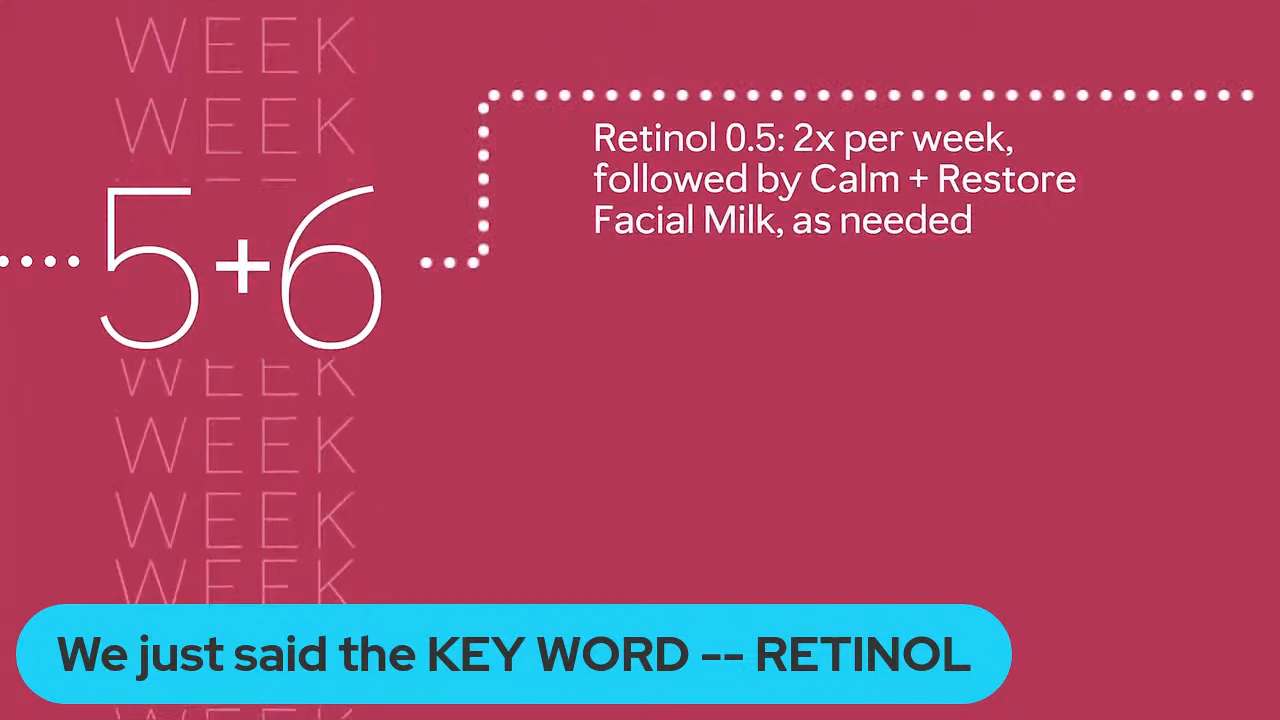 WEEK
WEEK
5+6
Retinol 0.5: 2x per week,
followed by Calm + Restore
Facial Milk, as needed
WEEK
WEEK
WEEK
WEEK
We just said the KEY WORD -- RETINOL